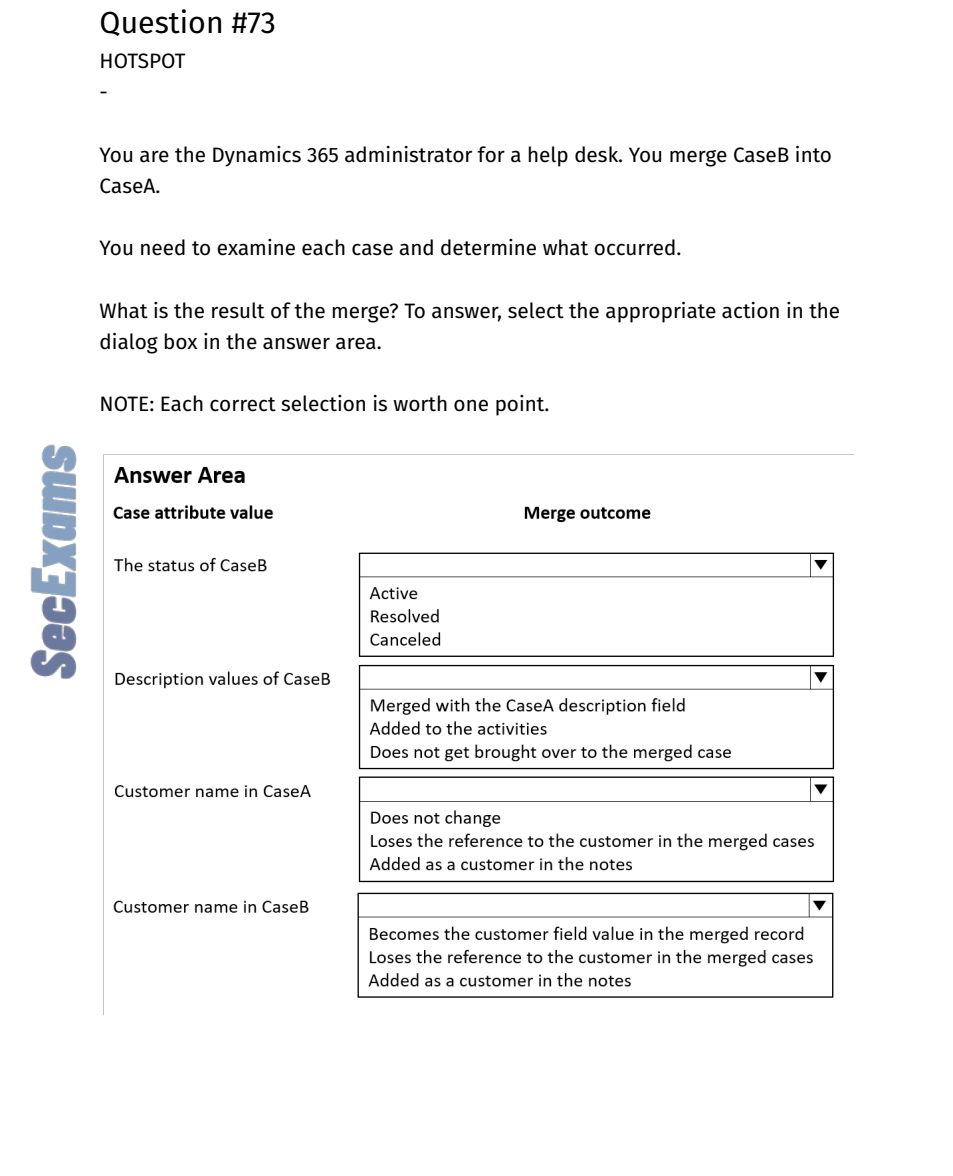 Question #73
HOTSPOT
-
You are the Dynamics 365 administrator for a help desk. You merge CaseB into
CaseA.
You need to examine each case and determine what occurred.
What is the result of the merge? To answer, select the appropriate action in the
dialog box in the answer area.
NOTE: Each correct selection is worth one point.
SecExams
Answer Area
Case attribute value
Merge outcome
The status of CaseB
Active
Resolved
Canceled
Description values of CaseB
Merged with the CaseA description field
Added to the activities
Does not get brought over to the merged case
Customer name in CaseA
Does not change
Loses the reference to the customer in the merged cases
Added as a customer in the notes
Customer name in CaseB
Becomes the customer field value in the merged record
Loses the reference to the customer in the merged cases
Added as a customer in the notes